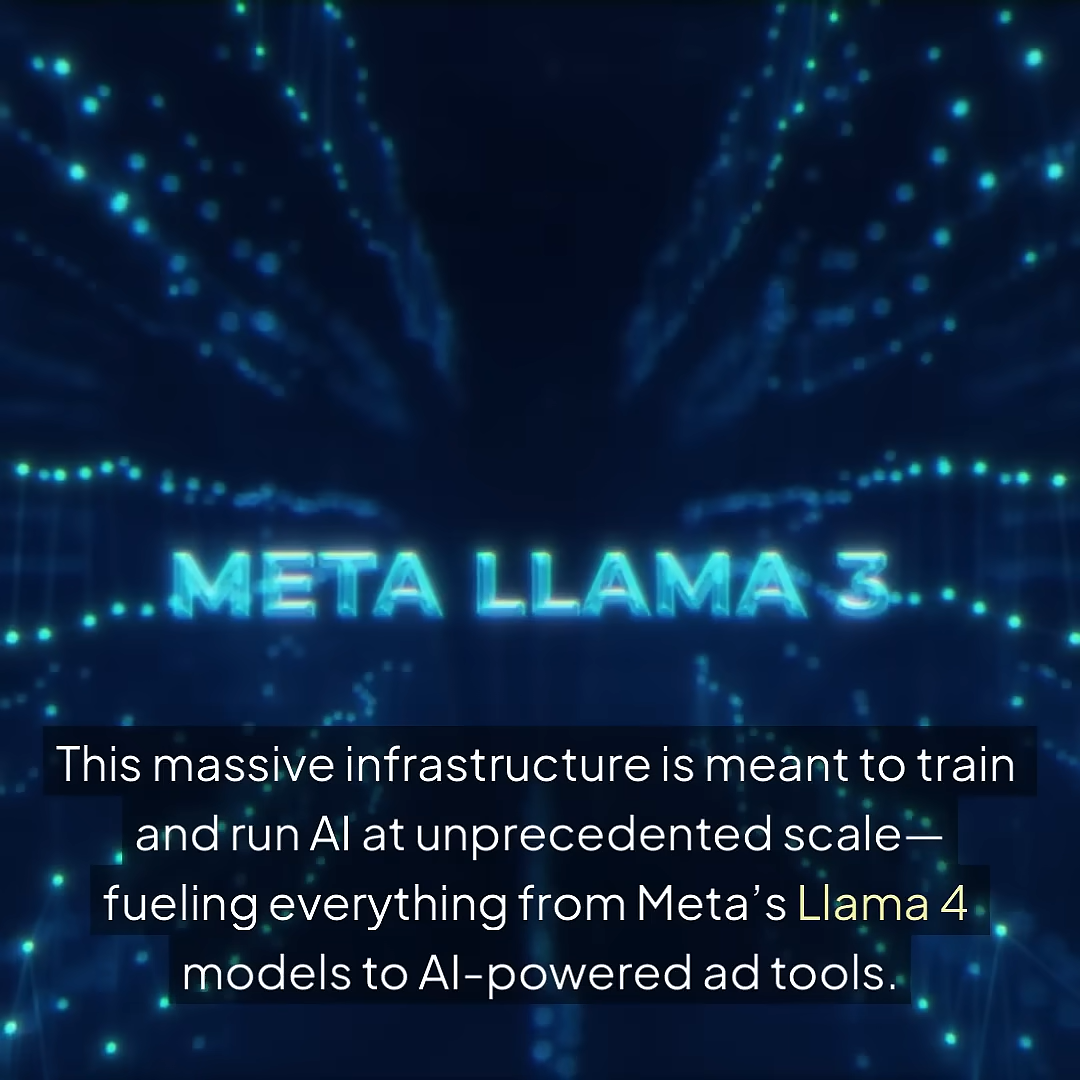 META LLAMA 3
This massive infrastructure is meant to train
and run AI at unprecedented scale—
fueling everything from Meta’s Llama 4
models to AI-powered ad tools.